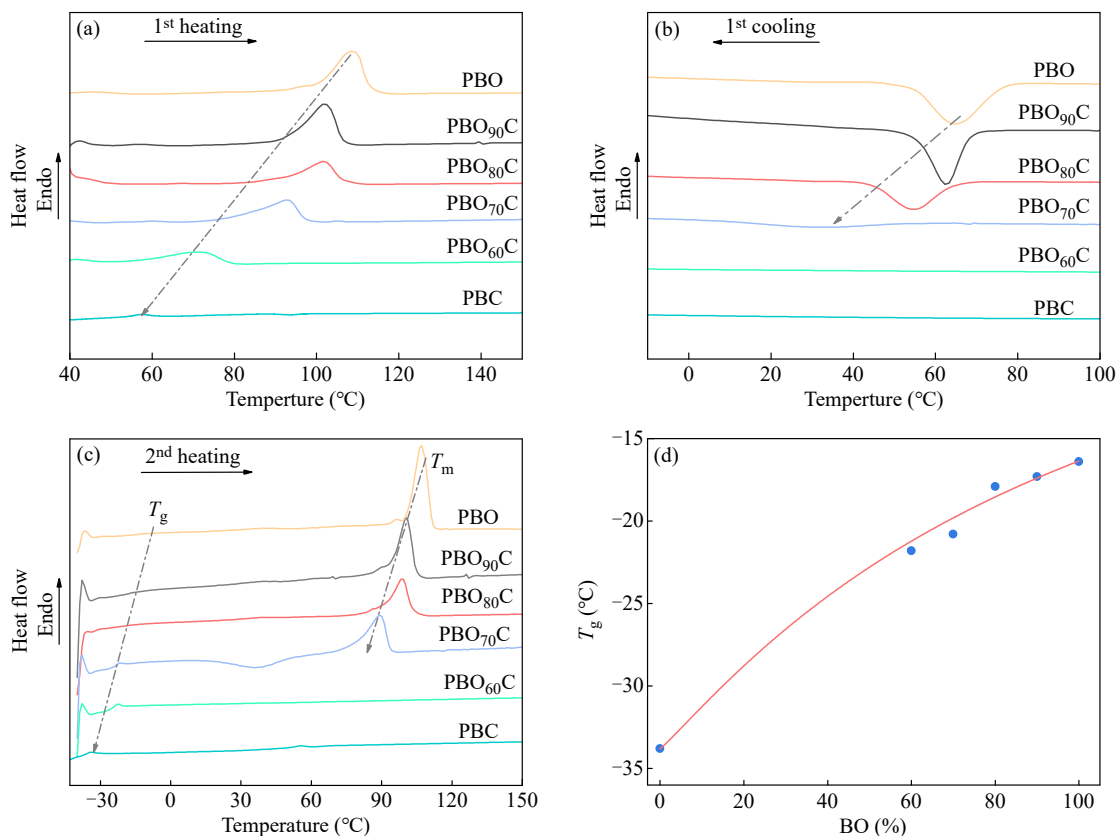 (a)
1st heating
PBO
PBO90C
PBO80C
PBO70C
PBO60C
PBC
Heat flow
Endo
40 60 80 100 120 140
Temperture (°C)
(b)
1st cooling
PBO
PBO90C
PBO80C
PBO70C
PBO60C
PBC
Heat flow
Endo
0 20 40 60 80 100
Temperture (°C)
(c)
2nd heating
Tm
Tg
PBO
PBO90C
PBO80C
PBO70C
PBO60C
PBC
Heat flow
Endo
−30 0 30 60 90 120 150
Temperature (°C)
(d)
−15
−20
−25
−30
−35
Tg (°C)
0 20 40 60 80 100
BO (%)